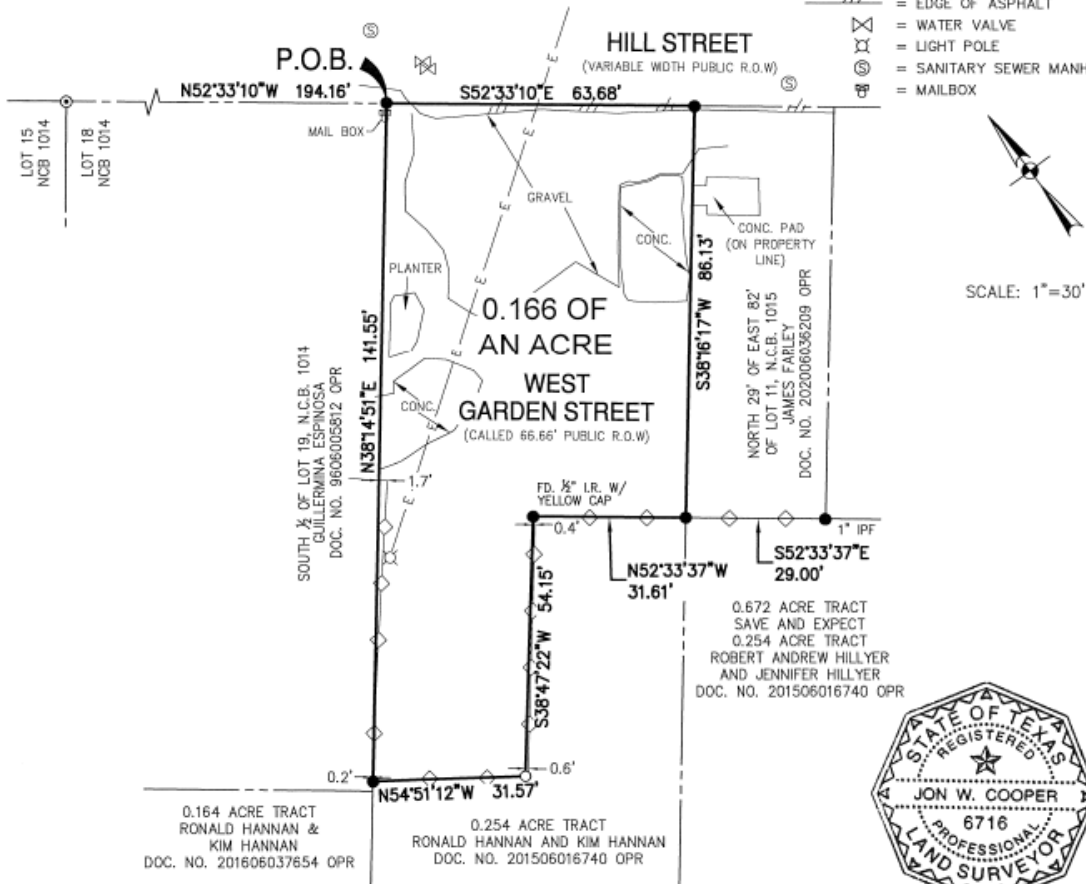 = EDGE OF ASPHALT
= WATER VALVE
= LIGHT POLE
Ⓢ = SANITARY SEWER MANH
= MAILBOX
Ⓢ
HILL STREET
(VARIABLE WIDTH PUBLIC R.O.W)
Ⓢ
P.O.B.
N52°33'10"W 194.16'
S52°33'10"E 63.68'
MAIL BOX
LOT 15
NCB 1014
LOT 18
NCB 1014
GRAVEL
CONC.
CONC. PAD
(ON PROPERTY
LINE)
SCALE: 1"=30'
PLANTER
0.166 OF
AN ACRE
WEST
GARDEN STREET
(CALLED 66.66' PUBLIC R.O.W)
CONC.
N38°14'51"E 141.55'
S38°16'17"W 86.13'
SOUTH ½ OF LOT 19, N.C.B. 1014
GUILLERMINA ESPINOSA
DOC. NO. 9606005812 OPR
NORTH 29' OF EAST 82'
OF LOT 11, N.C.B. 1015
JAMES FARLEY
DOC. NO. 202006036209 OPR
E
E
E
E
E
E
E
E
1.7'
FD. ½" I.R. W/
YELLOW CAP
0.4'
1" IPF
N52°33'37"W
31.61'
S52°33'37"E
29.00'
S38°47'22"W 54.15'
0.672 ACRE TRACT
SAVE AND EXPECT
0.254 ACRE TRACT
ROBERT ANDREW HILLYER
AND JENNIFER HILLYER
DOC. NO. 201506016740 OPR
0.2'
0.6'
N54°51'12"W 31.57'
0.164 ACRE TRACT
RONALD HANNAN &
KIM HANNAN
DOC. NO. 201606037654 OPR
0.254 ACRE TRACT
RONALD HANNAN AND KIM HANNAN
DOC. NO. 201506016740 OPR
STATE OF TEXAS
REGISTERED
JON W. COOPER
6716
PROFESSIONAL
LAND SURVEYOR